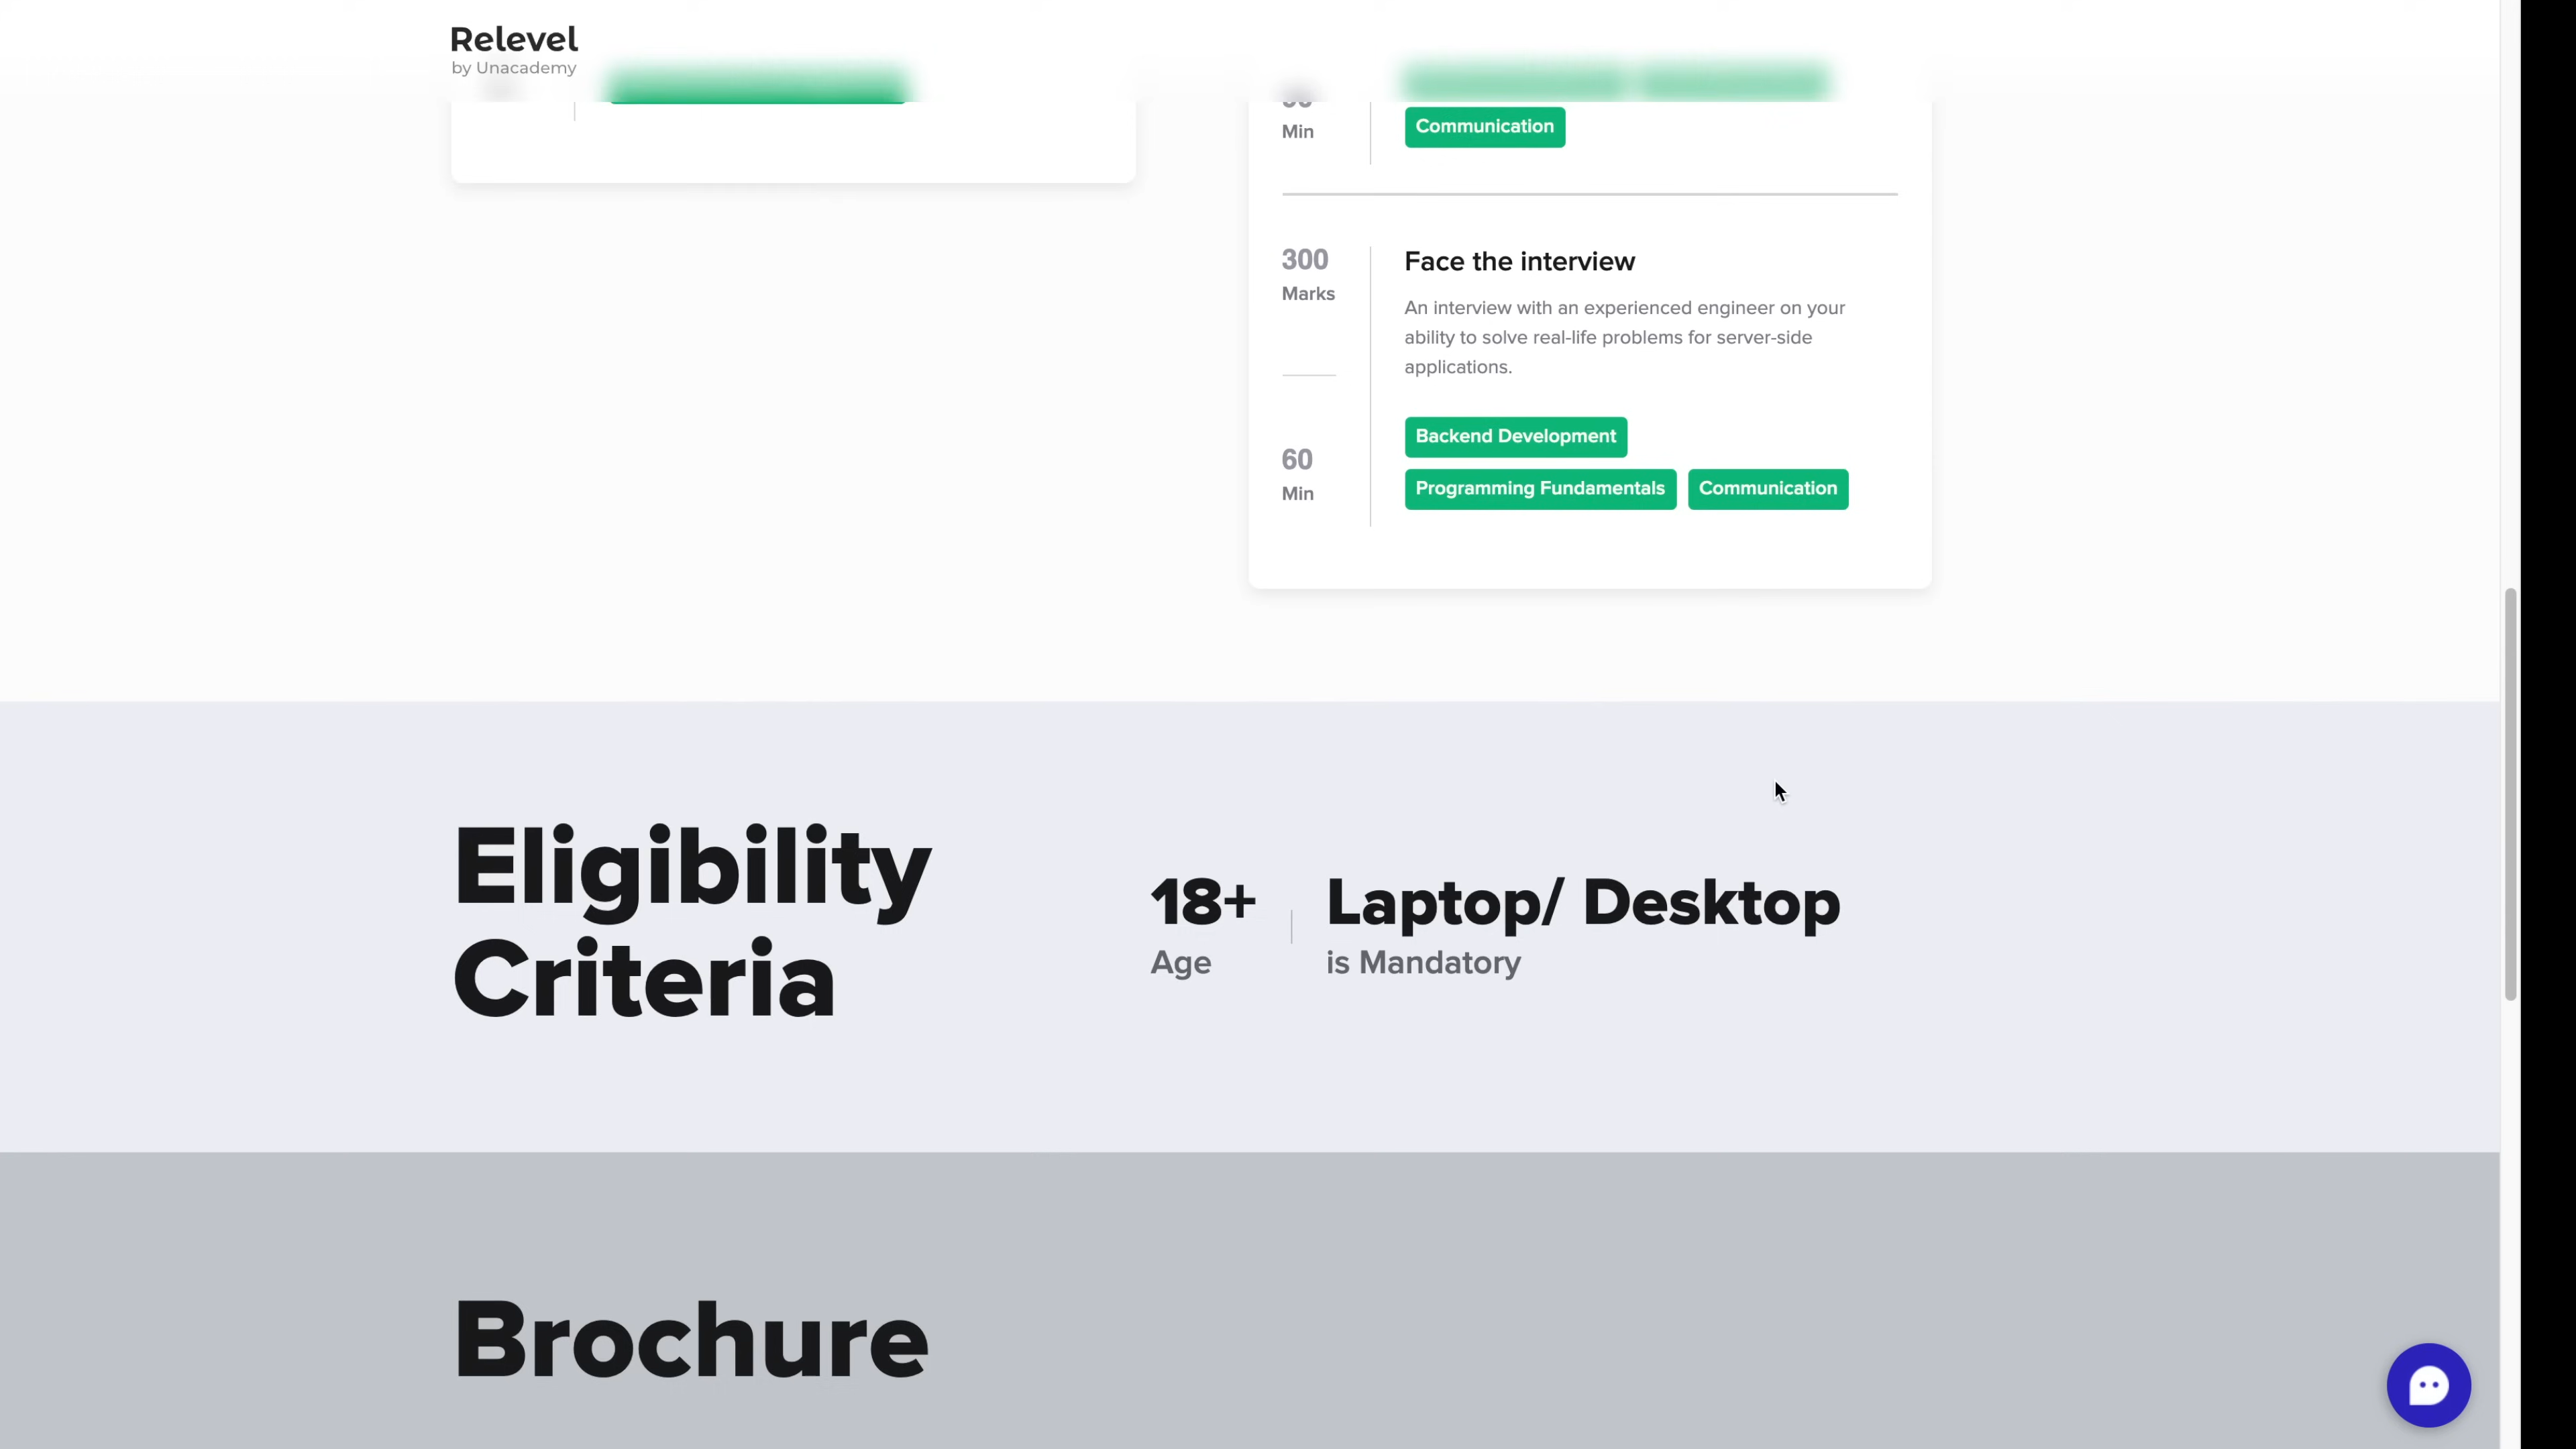 Relevel
by Unacademy
Min
Communication
300
Marks
Face the interview
An interview with an experienced engineer on your
ability to solve real-life problems for server-side
applications.
60
Min
Backend Development
Programming Fundamentals
Communication
Eligibility
Criteria
18+
Age
Laptop/ Desktop
is Mandatory
Brochure